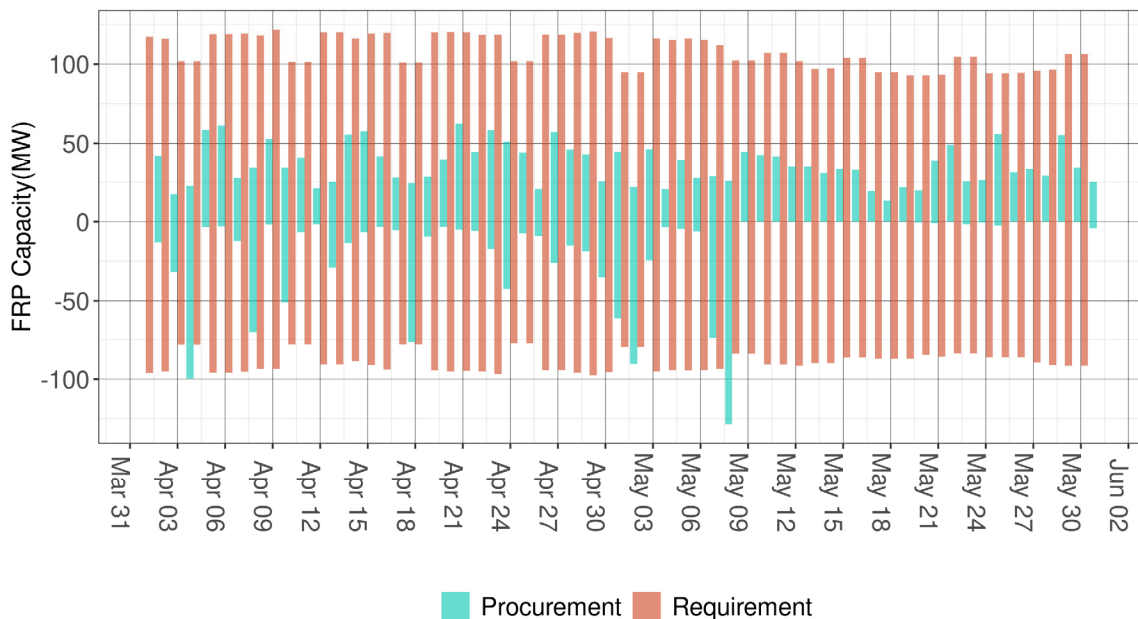 FRP Capacity(MW)
100
50
0
-50
-100
Mar 31
Apr 03
Apr 06
Apr 09
Apr 12
Apr 15
Apr 18
Apr 21
Apr 24
Apr 27
Apr 30
May 03
May 06
May 09
May 12
May 15
May 18
May 21
May 24
May 27
May 30
Jun 02
Procurement
Requirement